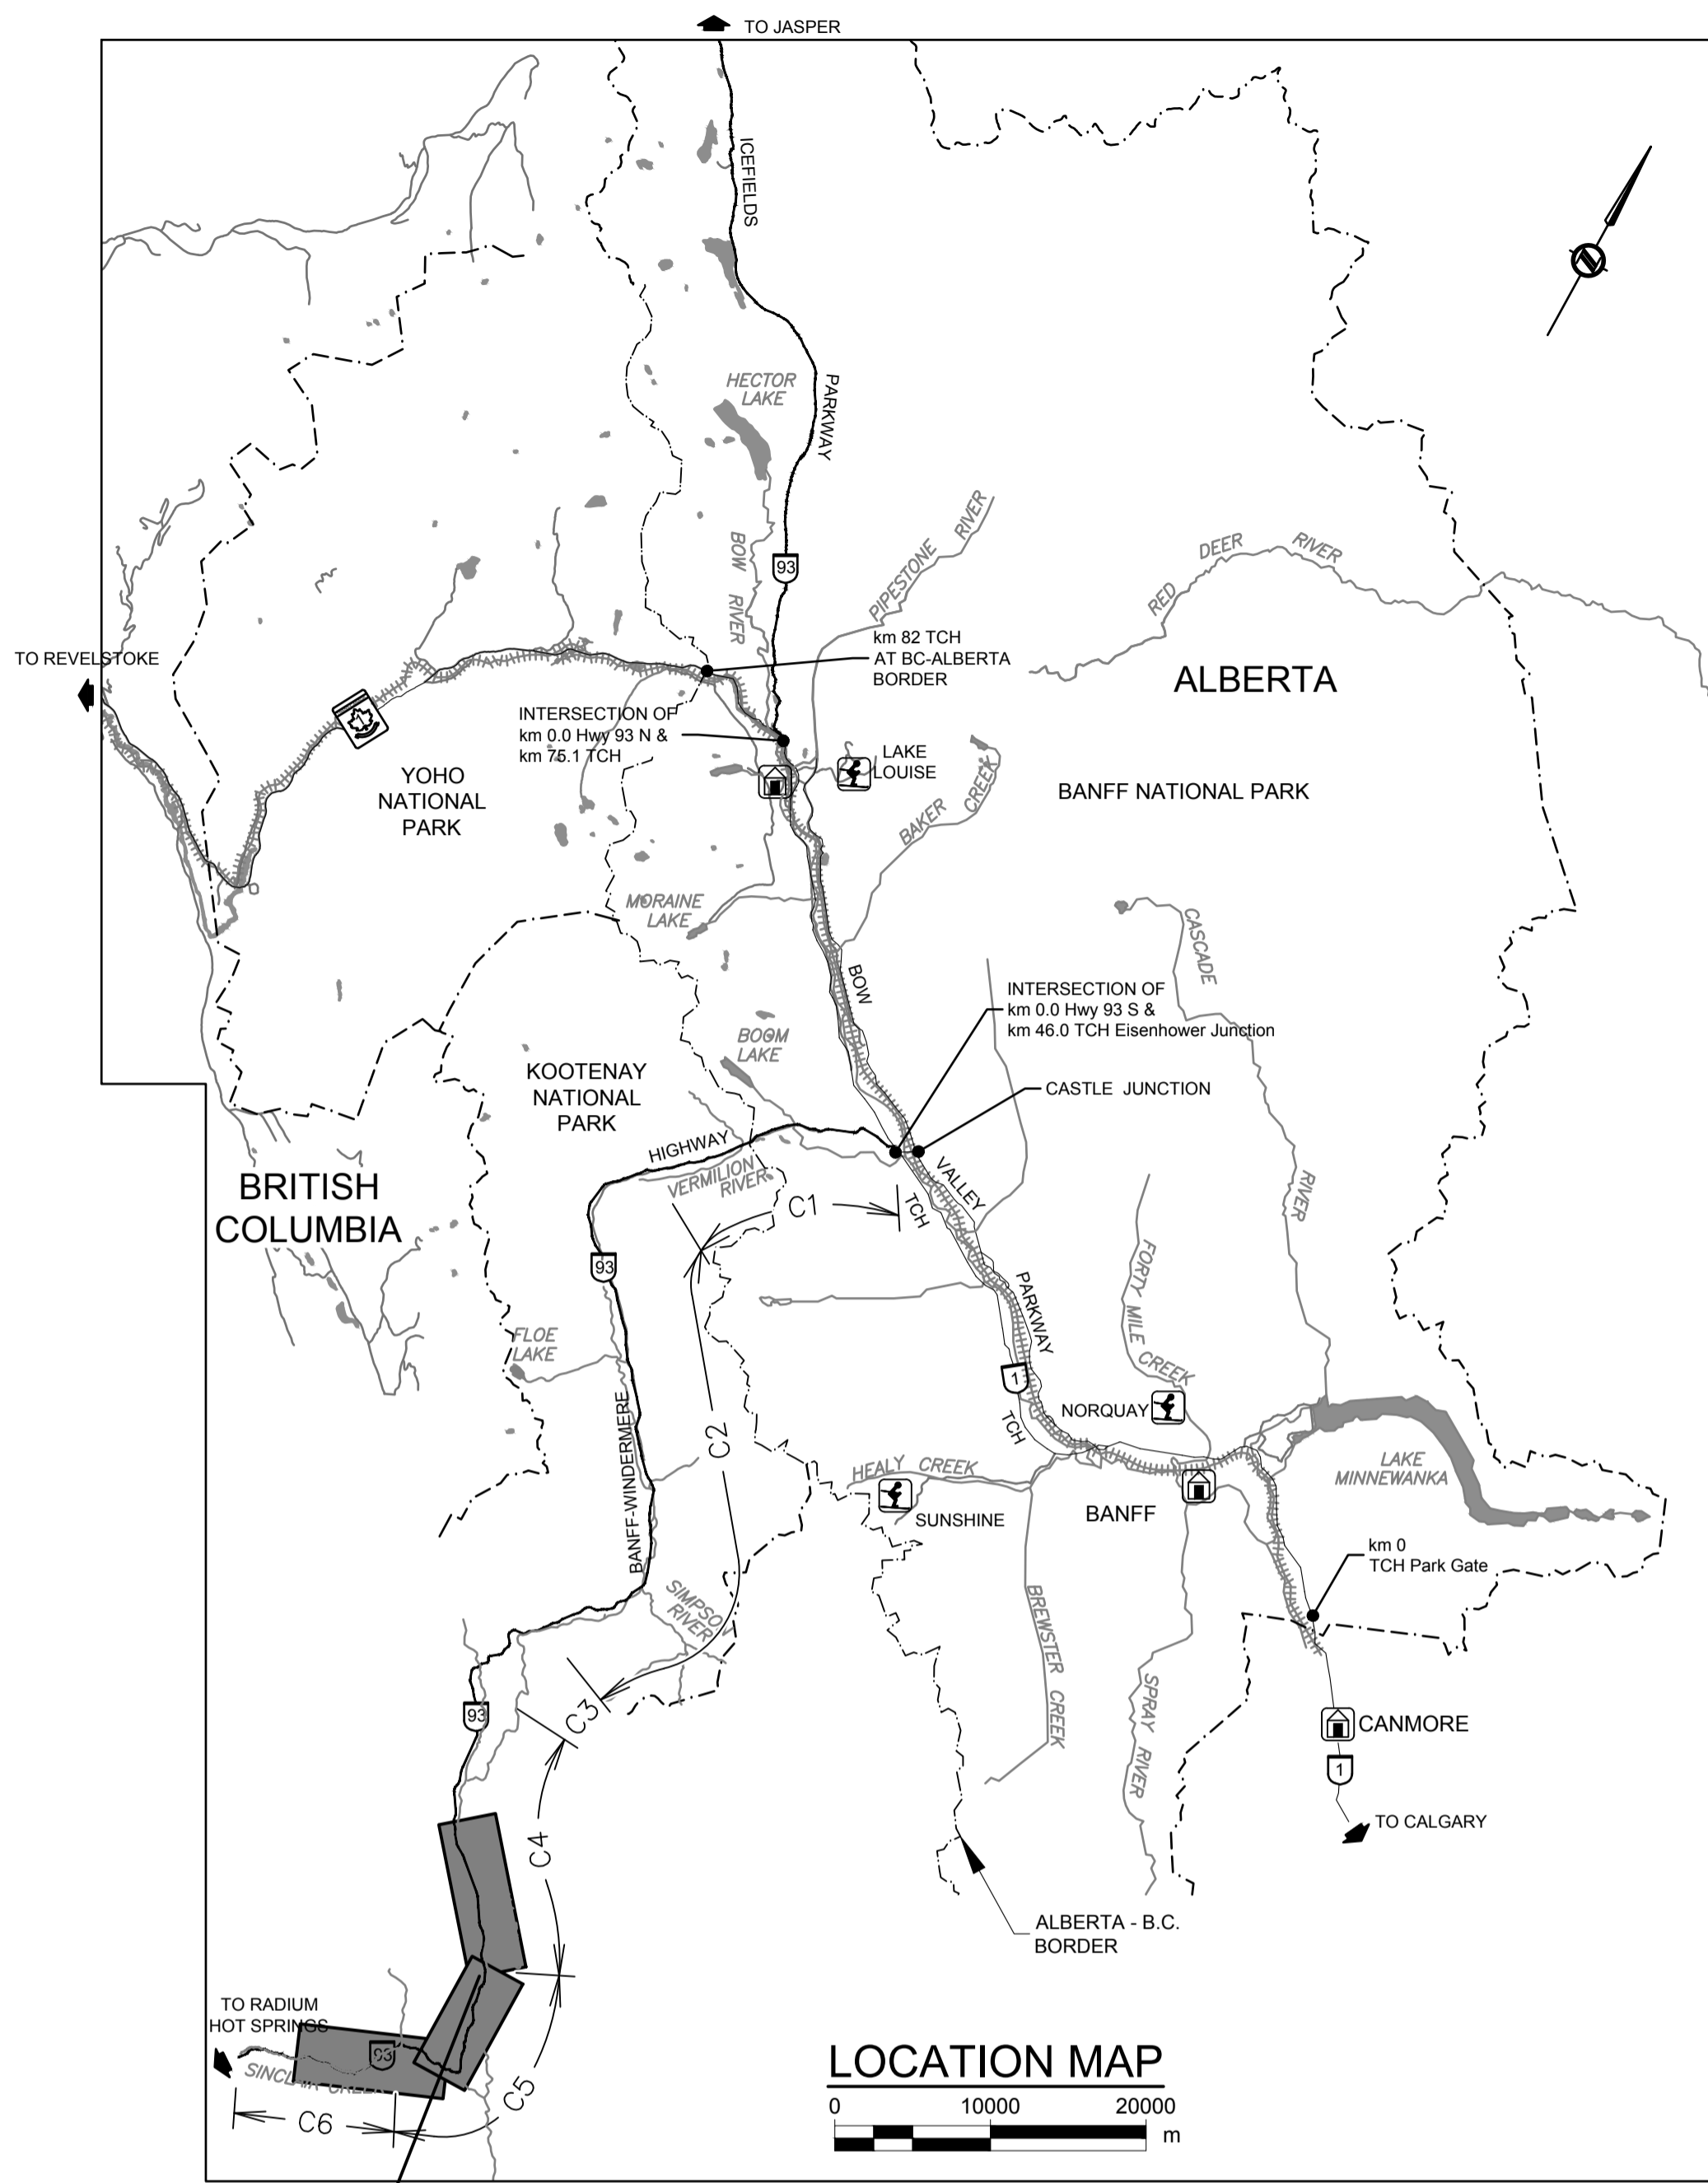 TO JASPER
ICEFIELDS
PARKWAY
HECTOR
LAKE
BOW RIVER
93
PIPESTONE RIVER
RED DEER RIVER
TO REVELSTOKE
km 82 TCH
AT BC-ALBERTA
BORDER
ALBERTA
1
INTERSECTION OF
km 0.0 Hwy 93 N &
km 75.1 TCH
LAKE
LOUISE
YOHO
NATIONAL
PARK
BANFF NATIONAL PARK
BAKER CREEK
MORAINE
LAKE
CASCADE
RIVER
BOW
VALLEY
PARKWAY
INTERSECTION OF
km 0.0 Hwy 93 S &
km 46.0 TCH Eisenhower Junction
BOOM
LAKE
KOOTENAY
NATIONAL
PARK
CASTLE JUNCTION
HIGHWAY
VERMILION
RIVER
BRITISH
COLUMBIA
C1
TCH
93
FORTY MILE CREEK
FLOE
LAKE
BANFF-WINDERMERE
C2
1
TCH
NORQUAY
HEALY CREEK
LAKE
MINNEWANKA
SUNSHINE
BANFF
km 0
TCH Park Gate
SIMPSON
RIVER
BREWSTER CREEK
SPRAY RIVER
C3
93
CANMORE
1
TO CALGARY
C4
ALBERTA - B.C.
BORDER
TO RADIUM
HOT SPRINGS
93
SINCLAIR CREEK
C5
C6
LOCATION MAP
0 10000 20000
m